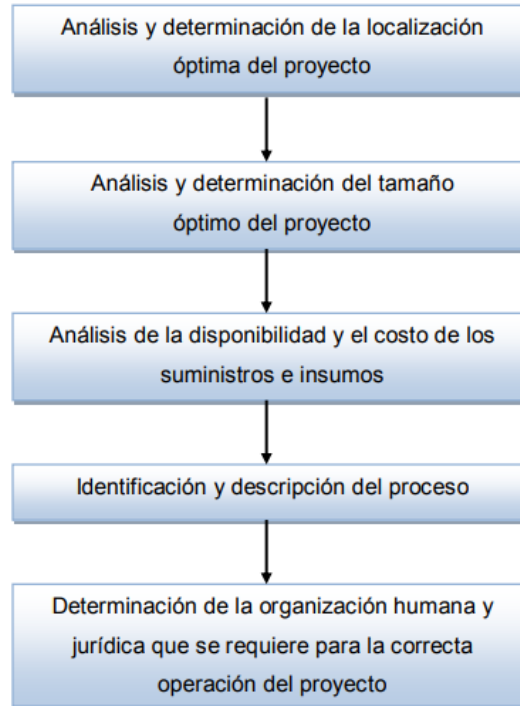 Análisis y determinación de la localización
óptima del proyecto
Análisis y determinación del tamaño
óptimo del proyecto
Análisis de la disponibilidad y el costo de los
suministros e insumos
Identificación y descripción del proceso
Determinación de la organización humana y
jurídica que se requiere para la correcta
operación del proyecto